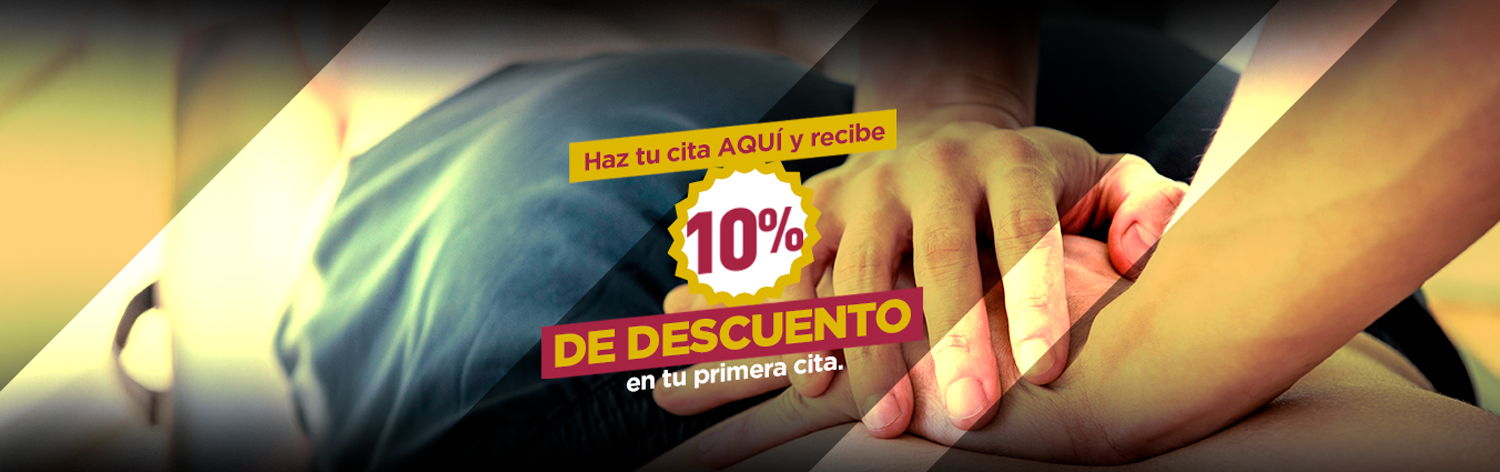 Haz tu cita AQUÍ y recibe
10%
DE DESCUENTO
en tu primera cita.